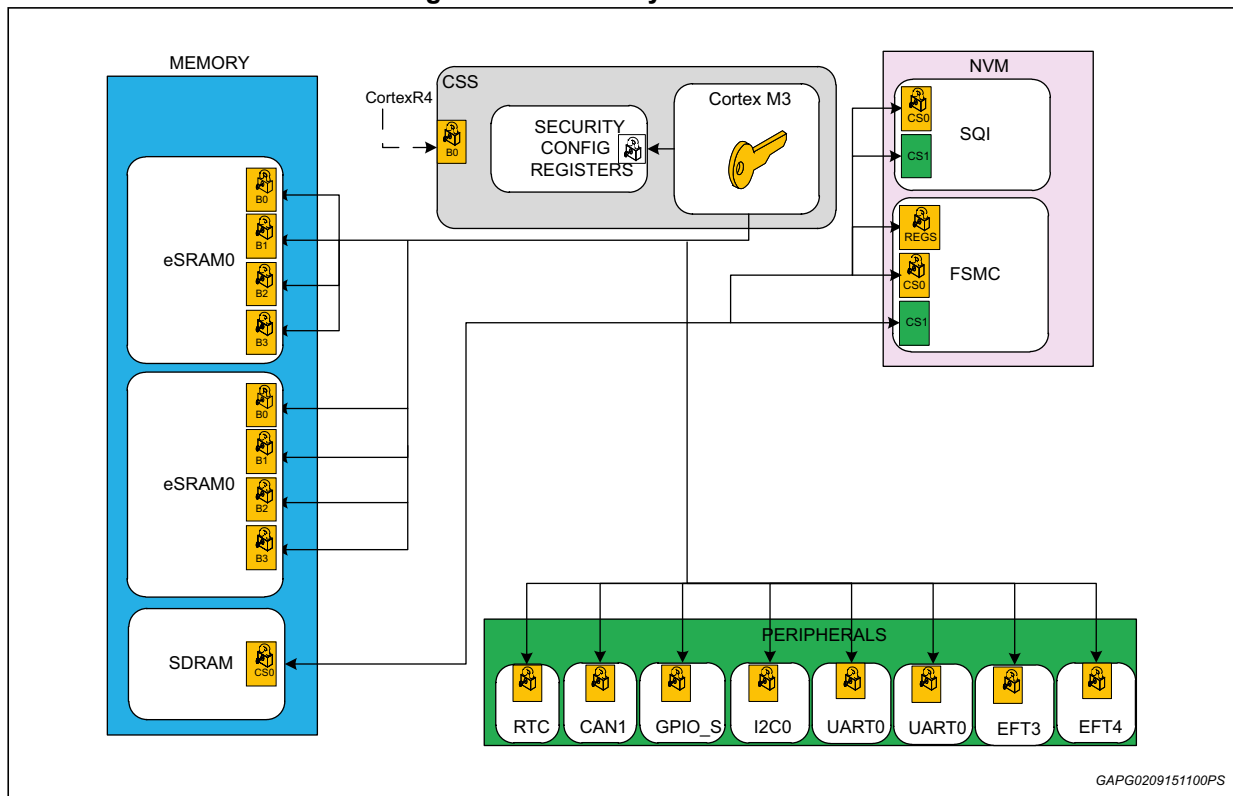 MEMORY
eSRAM0
B0
B1
B2
B3
eSRAM0
B0
B1
B2
B3
SDRAM
CS0
CortexR4
CSS
B0
SECURITY
CONFIG
REGISTERS
Cortex M3
NVM
CS0
SQI
CS1
REGS
CS0
FSMC
CS1
PERIPHERALS
RTC
CAN1
GPIO_S
I2C0
UART0
UART0
EFT3
EFT4
GAPG0209151100PS